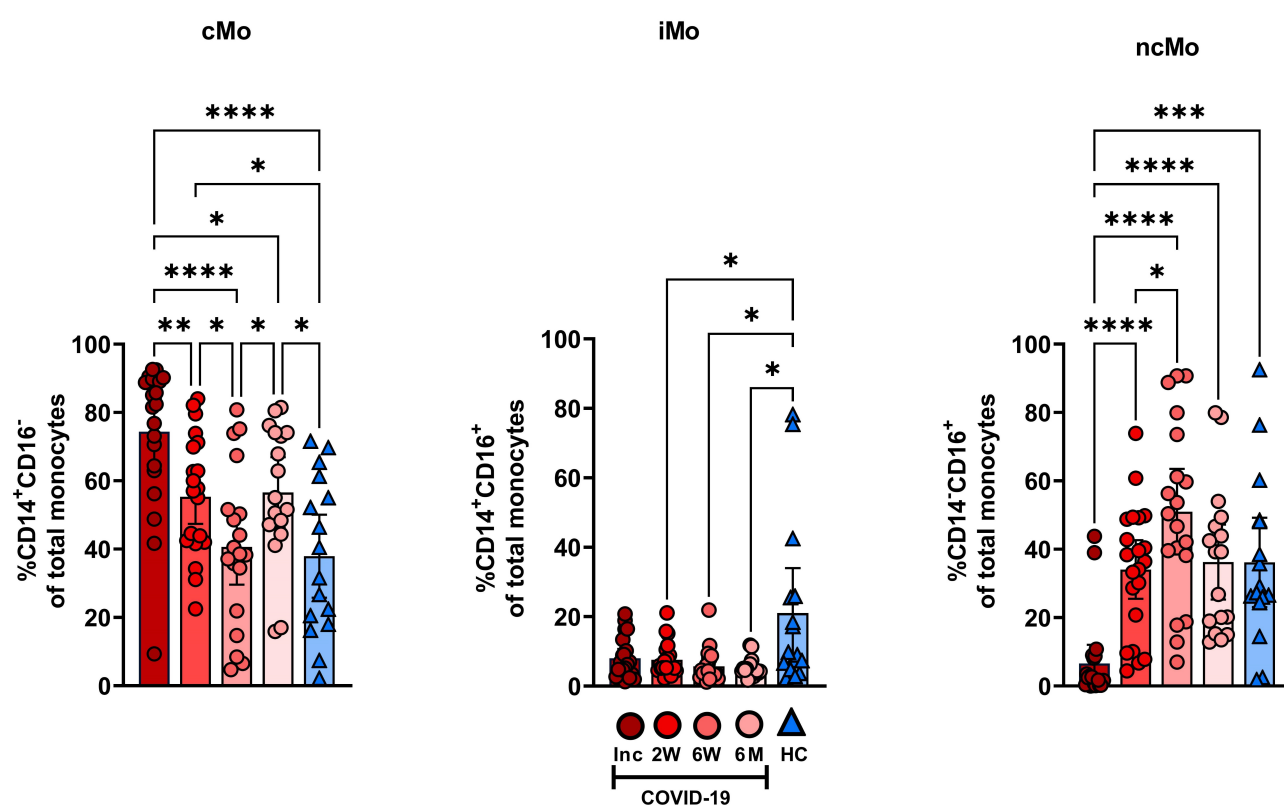 cMo
****
*
*
****
** * * *
100
80
60
40
20
0
%CD14⁺CD16⁻
of total monocytes
iMo
*
*
*
100
80
60
40
20
0
%CD14⁺CD16⁺
of total monocytes
Inc 2W 6W 6M HC
COVID-19
ncMo
***
****
****
*
****
100
80
60
40
20
0
%CD14⁻CD16⁺
of total monocytes